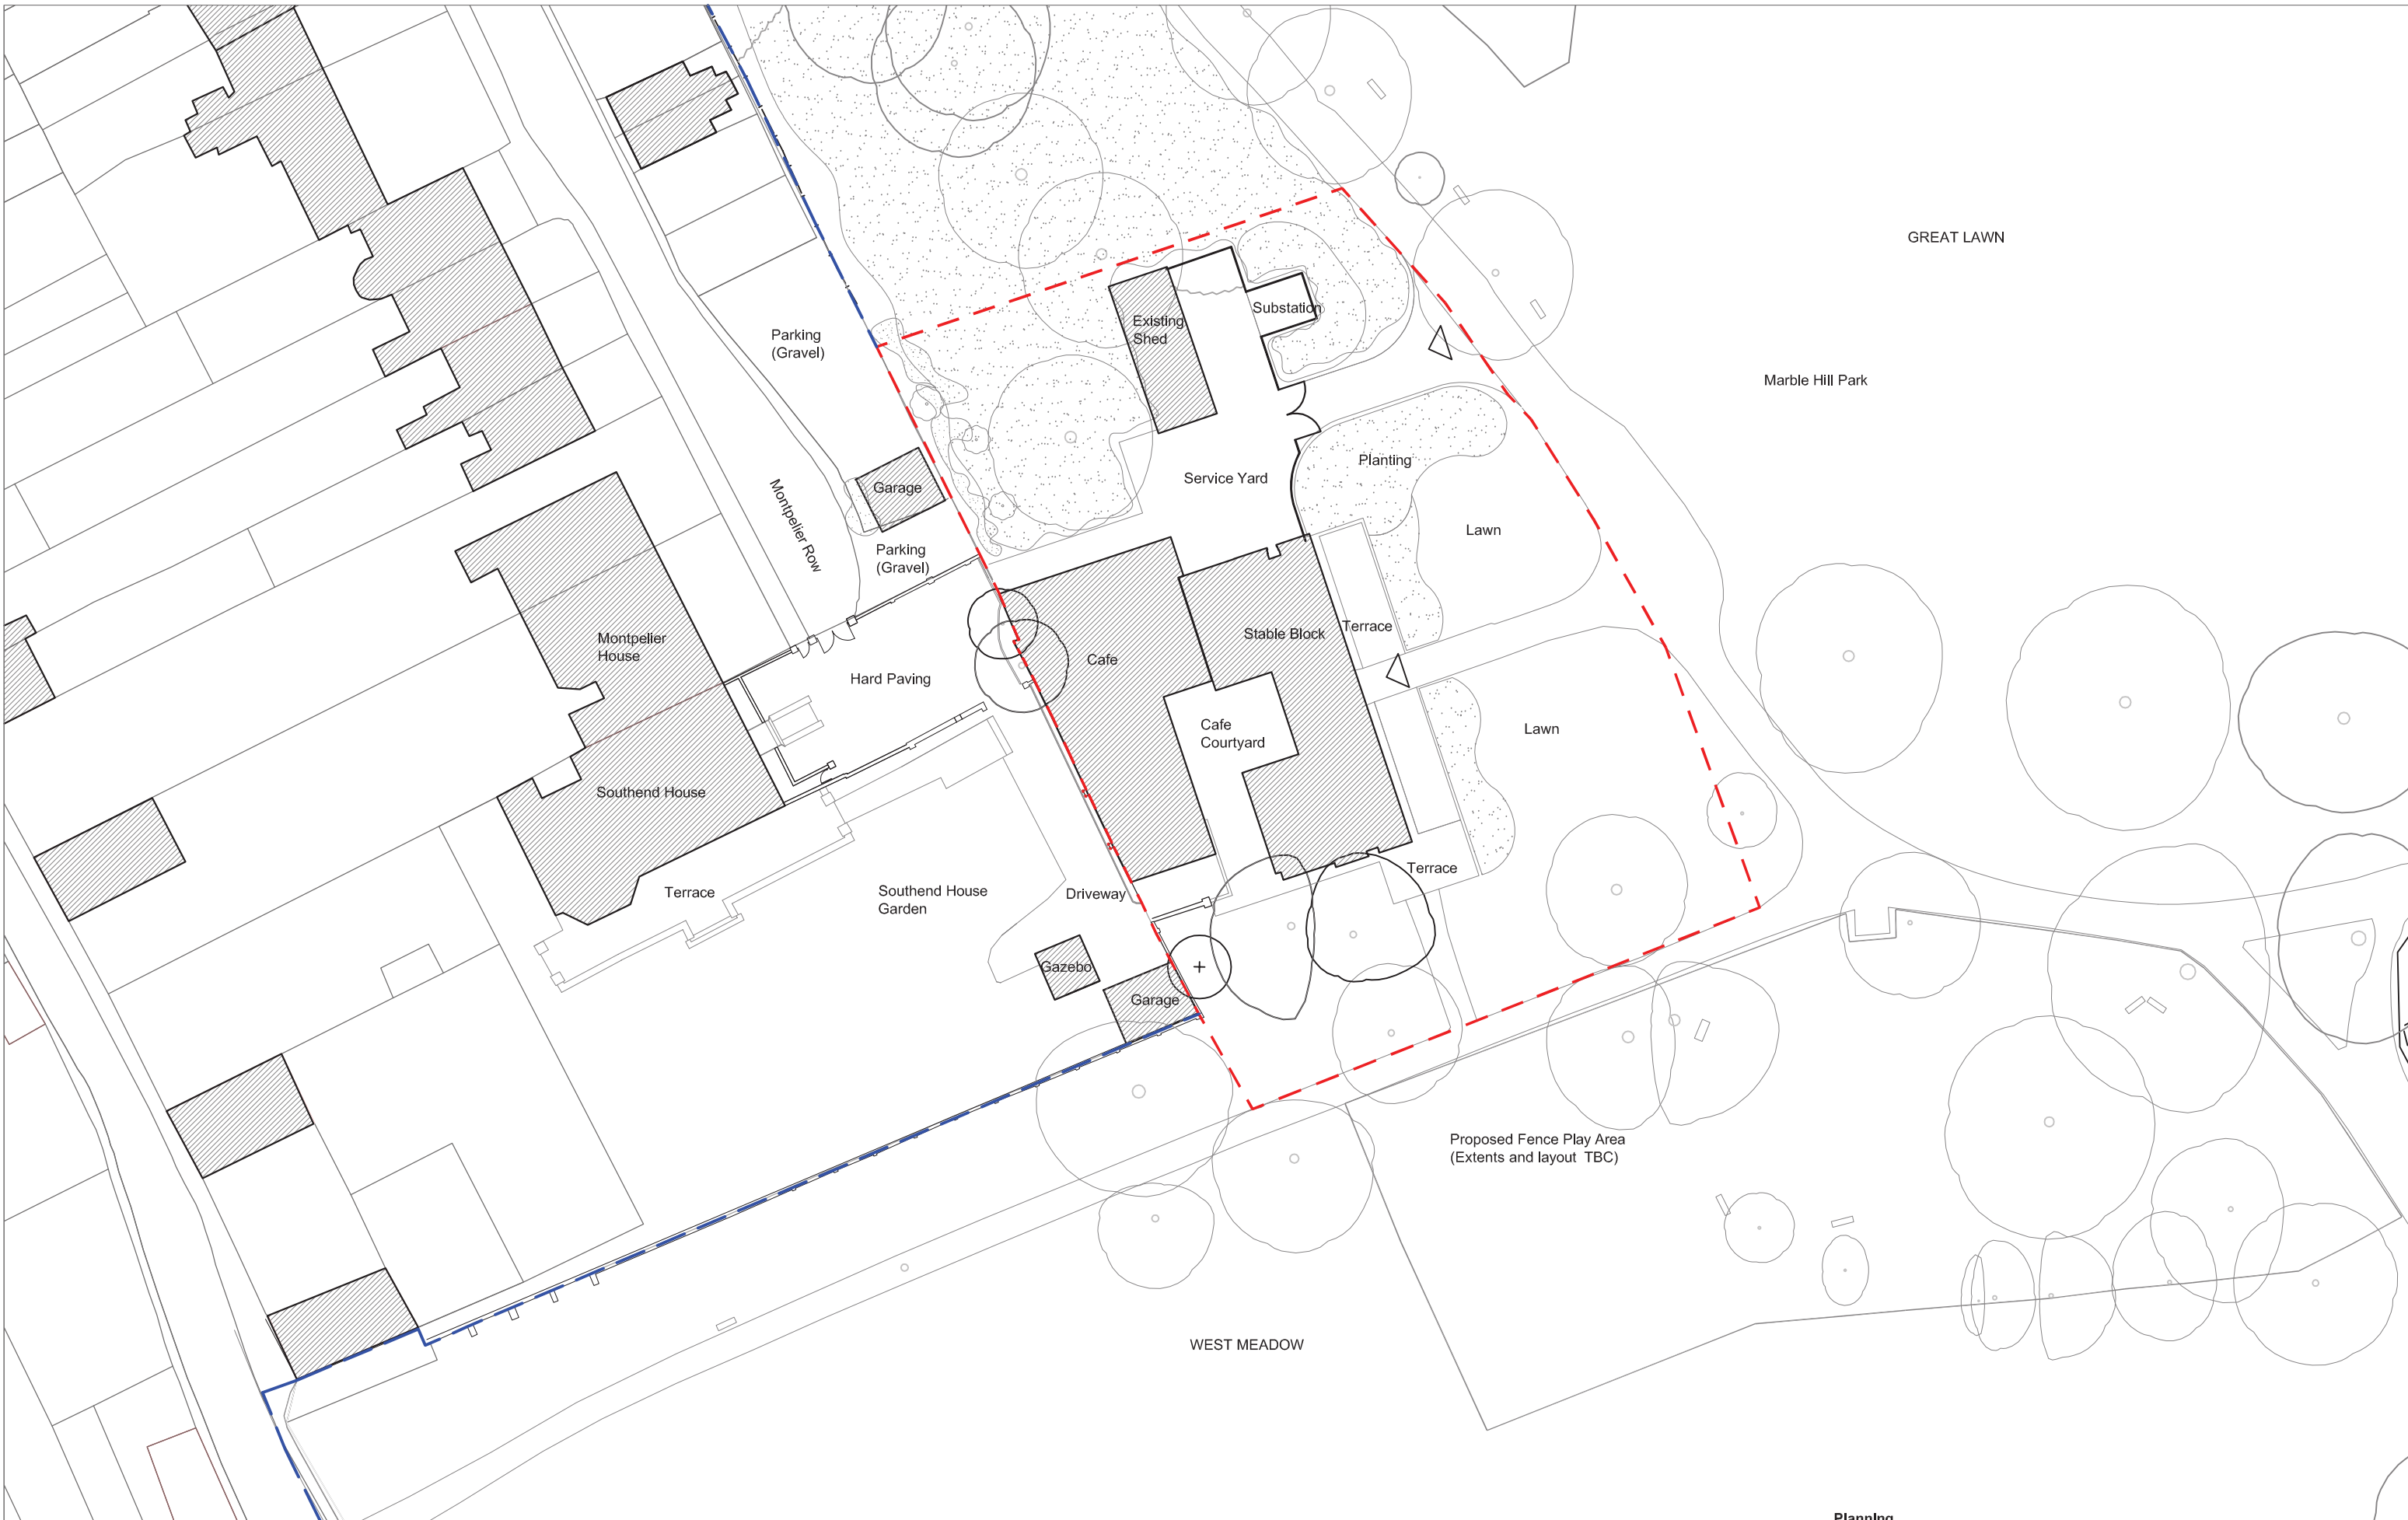 GREAT LAWN
Substation
Existing
Shed
Parking
(Gravel)
Marble Hill Park
Planting
Service Yard
Garage
Montpelier Row
Lawn
Parking
(Gravel)
Terrace
Stable Block
Montpelier
House
Cafe
Hard Paving
Cafe
Courtyard
Lawn
Southend House
Terrace
Terrace
Southend House
Garden
Driveway
Gazebo
Garage
Proposed Fence Play Area
(Extents and layout TBC)
WEST MEADOW
Planning